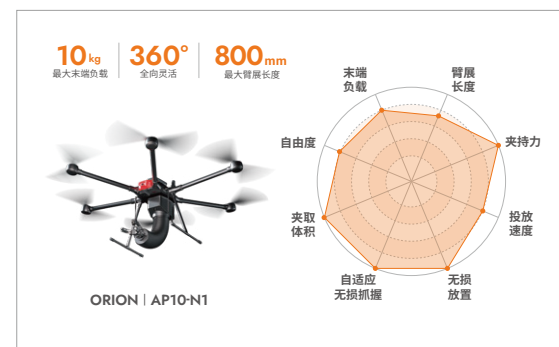 10kg
最大末端负载
360°
全向灵活
800mm
最大臂展长度
末端
负载
臂展
长度
自由度
夹持力
夹取
体积
投放
速度
自适应
无损抓握
无损
放置
ORION | AP10-N1